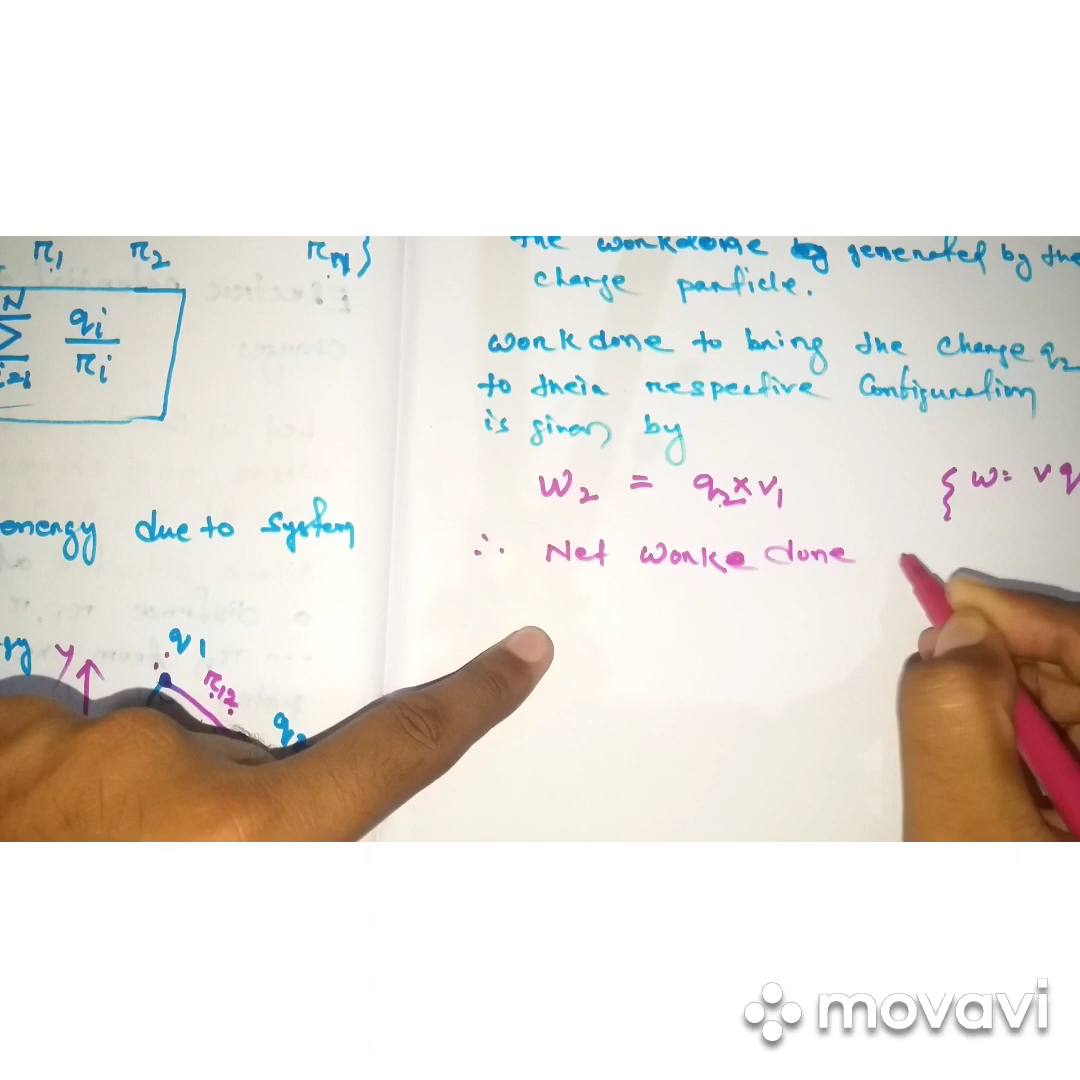 r1 r2 rn}
N
∑ qi/ri
i=1
energy due to system
y q1
r12
q2
the workdone generated by the
charge particle.
work done to bring the charge q2
to their respective configuration
is given by
W2 = q2 x v1 { w = vq
∴ Net Worke done
movavi